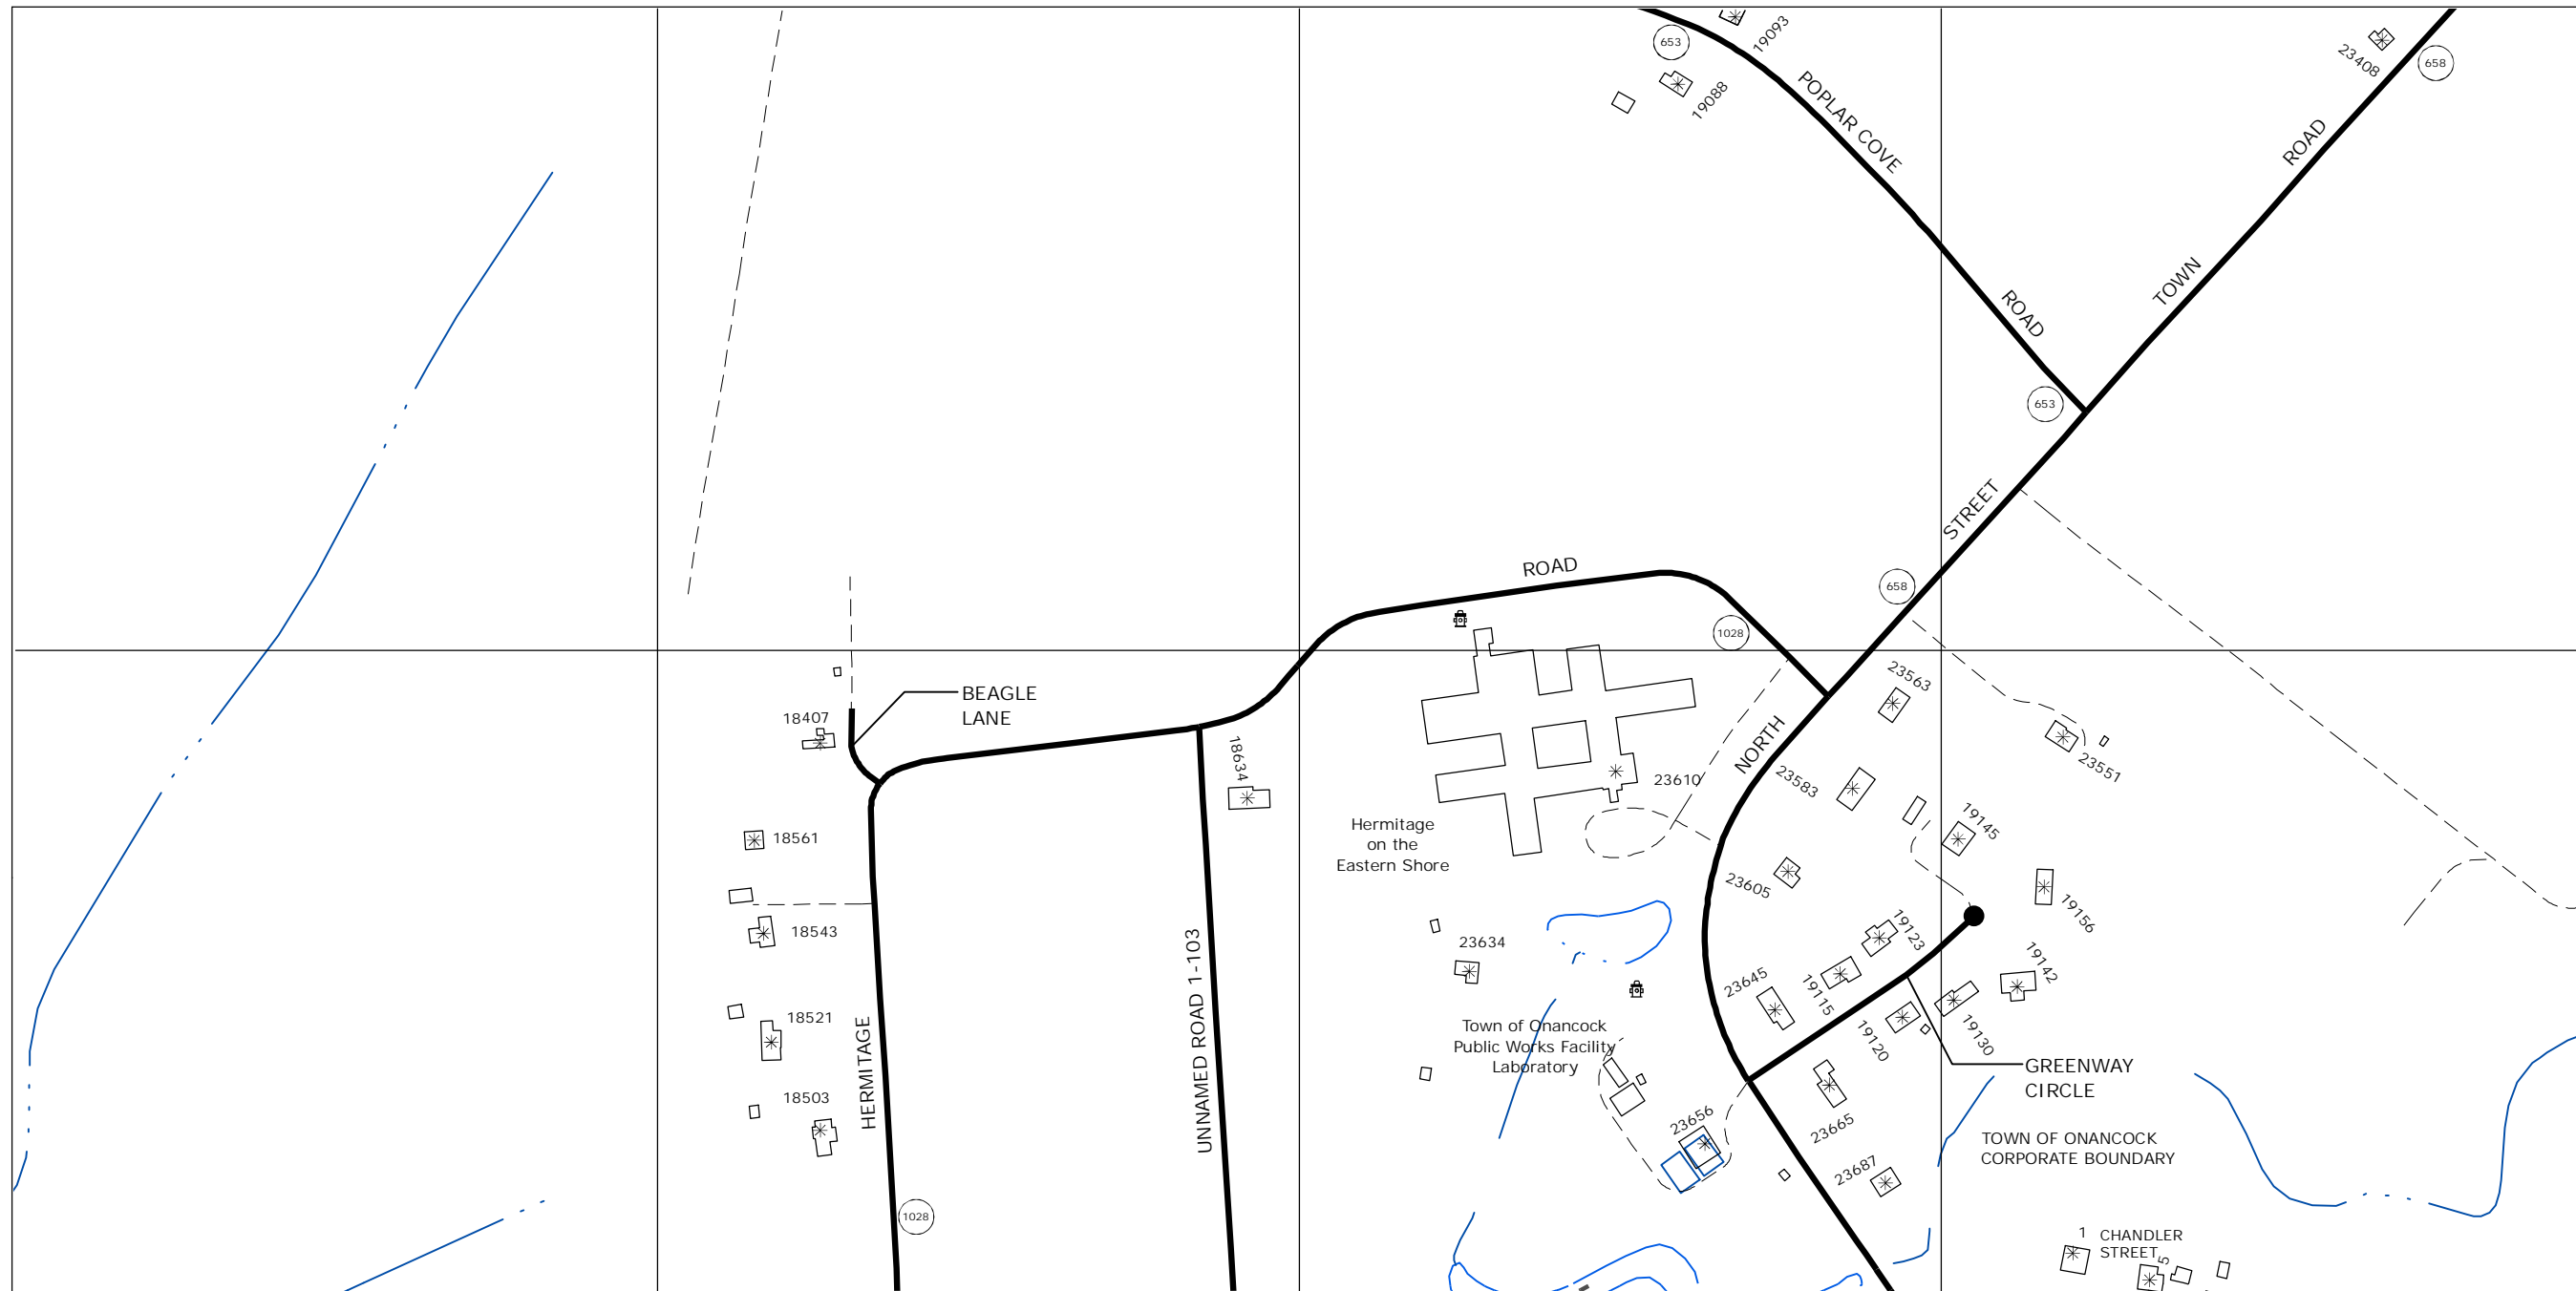 653
19093
19088
POPLAR COVE
ROAD
653
23408
658
TOWN
ROAD
NORTH
STREET
658
HERMITAGE
ROAD
1028
1028
BEAGLE
LANE
18407
18634
18561
18543
18521
18503
UNNAMED ROAD 1-103
Hermitage
on the
Eastern Shore
23610
23563
23583
23551
19145
23605
19156
19123
19142
23645
19115
19120
19130
23634
Town of Onancock
Public Works Facility
Laboratory
23656
23665
23687
GREENWAY
CIRCLE
TOWN OF ONANCOCK
CORPORATE BOUNDARY
1
CHANDLER
STREET
5